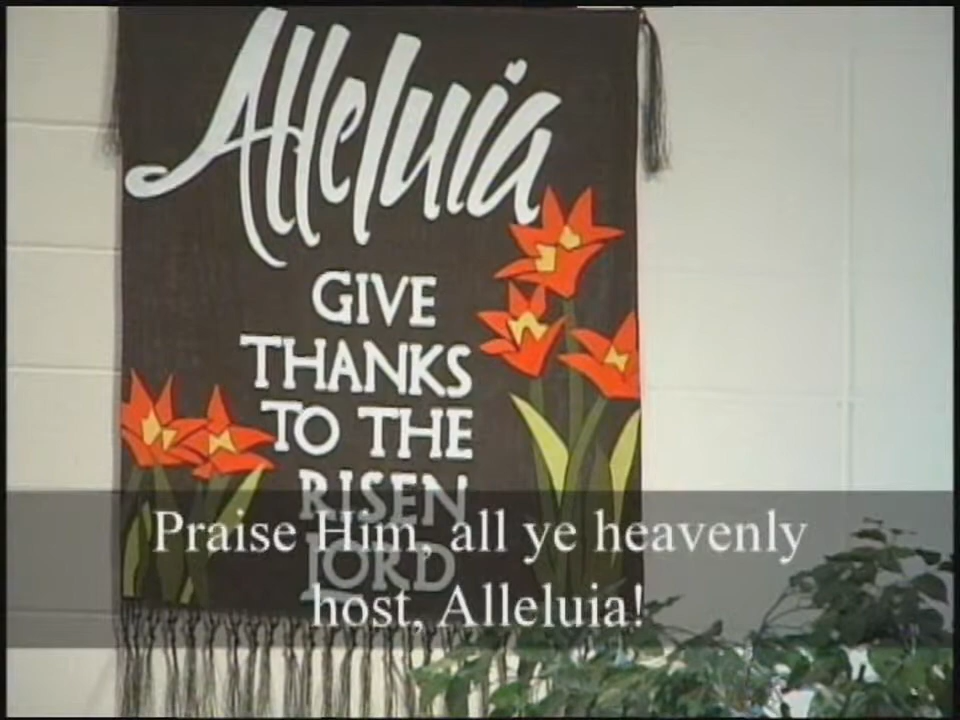 Alleluia
GIVE
THANKS
TO THE
RISEN
LORD
Praise Him, all ye heavenly
host, Alleluia!